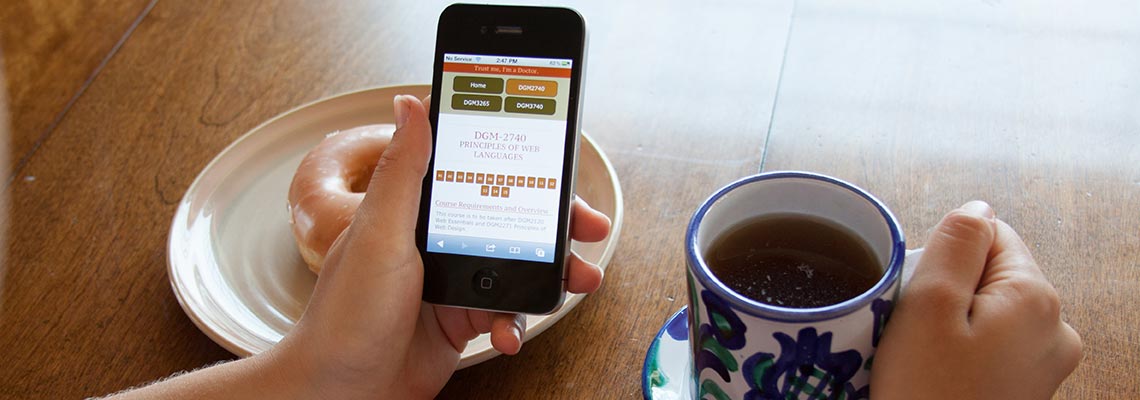 No Service 2:47 PM 62%
Trust me, I'm a Doctor.
Home DGM2740
DGM3265 DGM3740
DGM-2740
PRINCIPLES OF WEB
LANGUAGES
Course Requirements and Overview
This course is to be taken after DGM2120
Web Essentials and DGM2271 Principles of
Web Design.